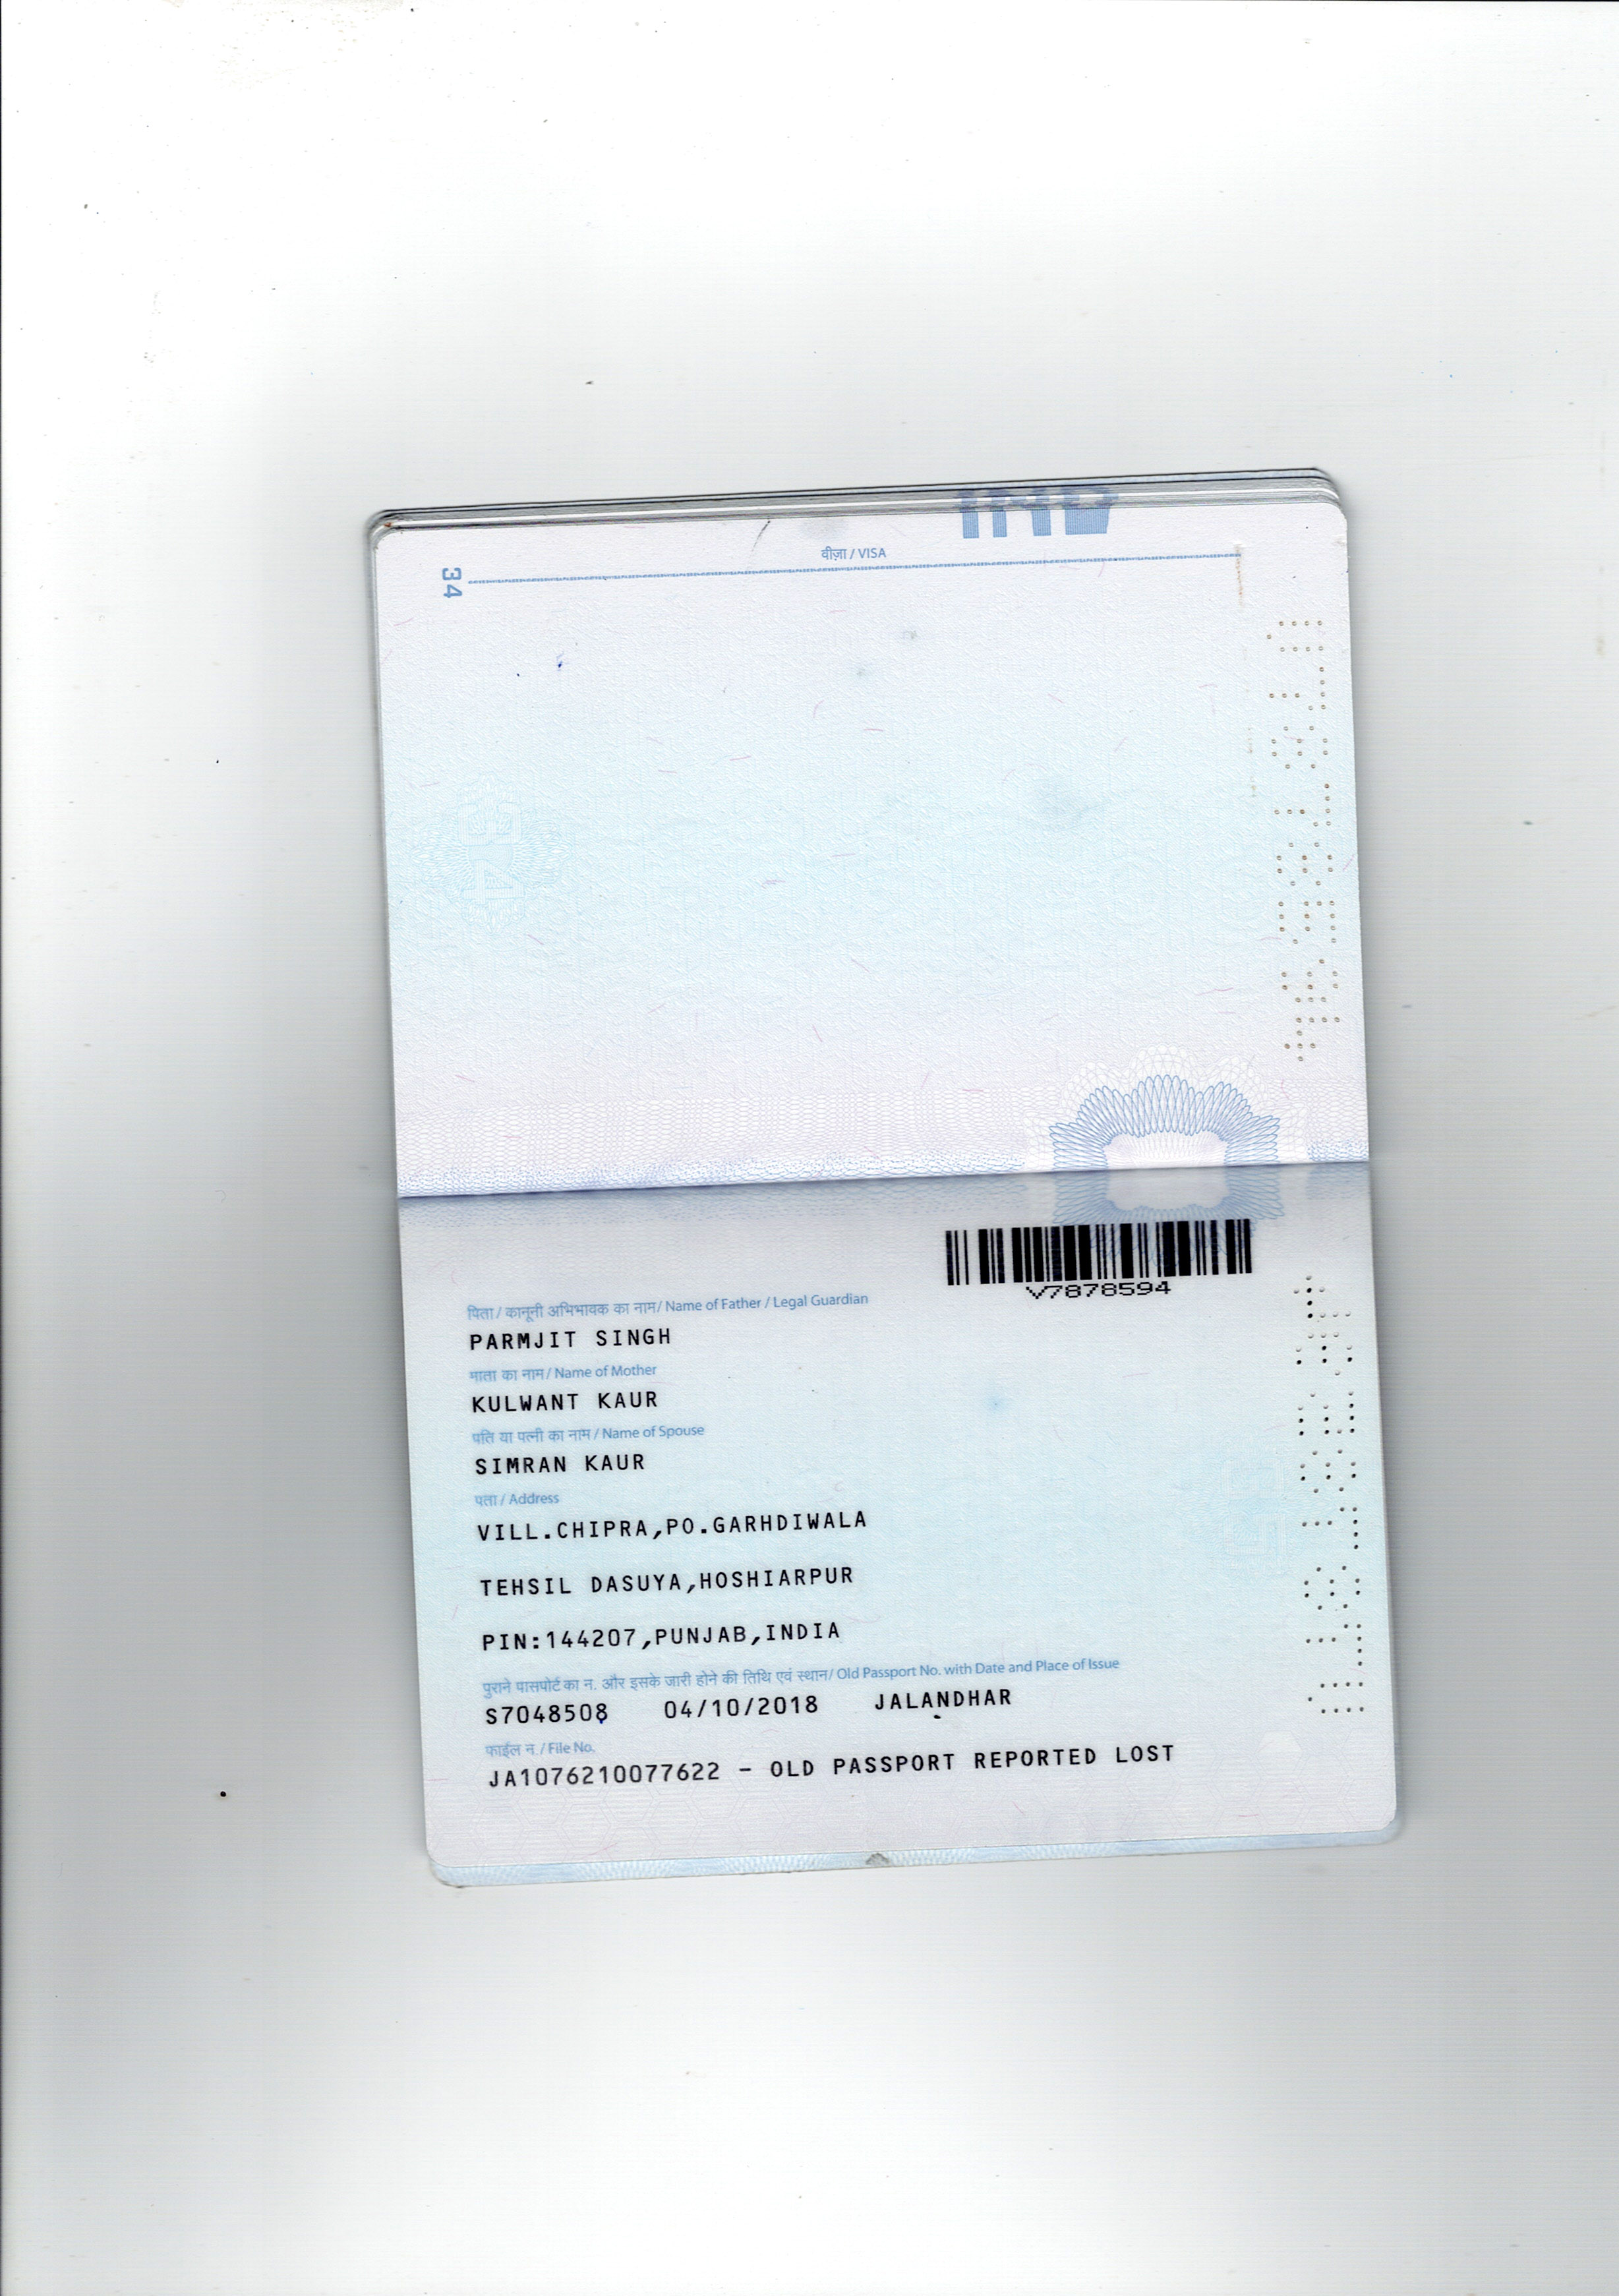 IND
वीज़ा / VISA
34
V7878594
पिता / कानूनी अभिभावक का नाम/ Name of Father / Legal Guardian
PARMJIT SINGH
माता का नाम/ Name of Mother
KULWANT KAUR
पति या पत्नी का नाम / Name of Spouse
SIMRAN KAUR
पता / Address
VILL.CHIPRA,PO.GARHDIWALA
TEHSIL DASUYA,HOSHIARPUR
PIN:144207,PUNJAB,INDIA
पुराने पासपोर्ट का न. और इसके जारी होने की तिथि एवं स्थान/ Old Passport No. with Date and Place of Issue
S7048508 04/10/2018 JALANDHAR
फाईल न. / File No.
JA1076210077622 - OLD PASSPORT REPORTED LOST